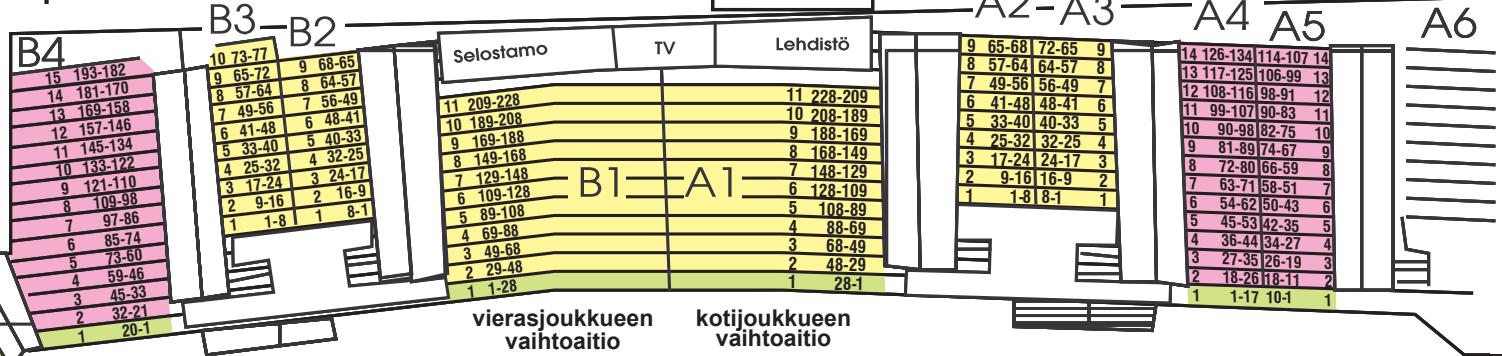 B4
15 193-182
14 181-170
13 169-158
12 157-146
11 145-134
10 133-122
9 121-110
8 109-98
7 97-86
6 85-74
5 73-60
4 59-46
3 45-33
2 32-21
1 20-1
B3
10 73-77
9 65-72
8 57-64
7 49-56
6 41-48
5 33-40
4 25-32
3 17-24
2 9-16
1 1-8
B2
9 68-65
8 64-57
7 56-49
6 48-41
5 40-33
4 32-25
3 24-17
2 16-9
1 8-1
Selostamo
TV
Lehdistö
B1
11 209-228
10 189-208
9 169-188
8 149-168
7 129-148
6 109-128
5 89-108
4 69-88
3 49-68
2 29-48
1 1-28
A1
11 228-209
10 208-189
9 188-169
8 168-149
7 148-129
6 128-109
5 108-89
4 88-69
3 68-49
2 48-29
1 28-1
vierasjoukkueen
vaihtoaitio
kotijoukkueen
vaihtoaitio
A2-A3
9 65-68 72-65 9
8 57-64 64-57 8
7 49-56 56-49 7
6 41-48 48-41 6
5 33-40 40-33 5
4 25-32 32-25 4
3 17-24 24-17 3
2 9-16 16-9 2
1 1-8 8-1 1
A4 A5
14 126-134 114-107 14
13 117-125 106-99 13
12 108-116 98-91 12
11 99-107 90-83 11
10 90-98 82-75 10
9 81-89 74-67 9
8 72-80 66-59 8
7 63-71 58-51 7
6 54-62 50-43 6
5 45-53 42-35 5
4 36-44 34-27 4
3 27-35 26-19 3
2 18-26 18-11 2
1 1-17 10-1 1
A6